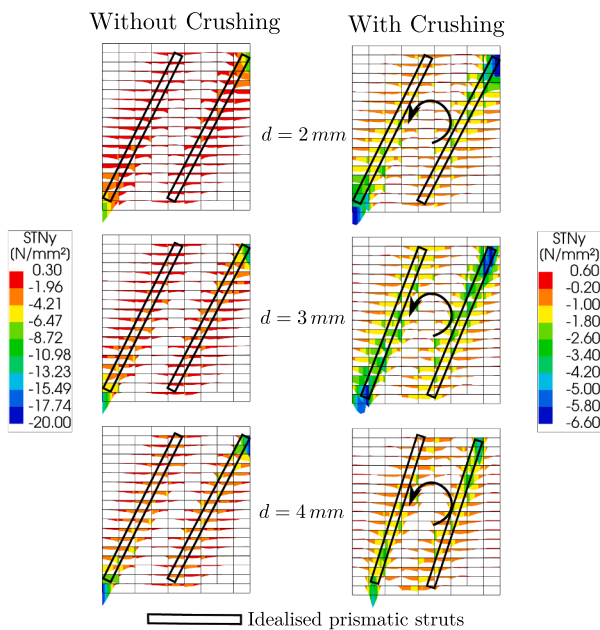 Without Crushing
With Crushing
d = 2 mm
STNy
(N/mm²)
0.30
-1.96
-4.21
-6.47
-8.72
-10.98
-13.23
-15.49
-17.74
-20.00
d = 3 mm
STNy
(N/mm²)
0.60
-0.20
-1.00
-1.80
-2.60
-3.40
-4.20
-5.00
-5.80
-6.60
d = 4 mm
Idealised prismatic struts